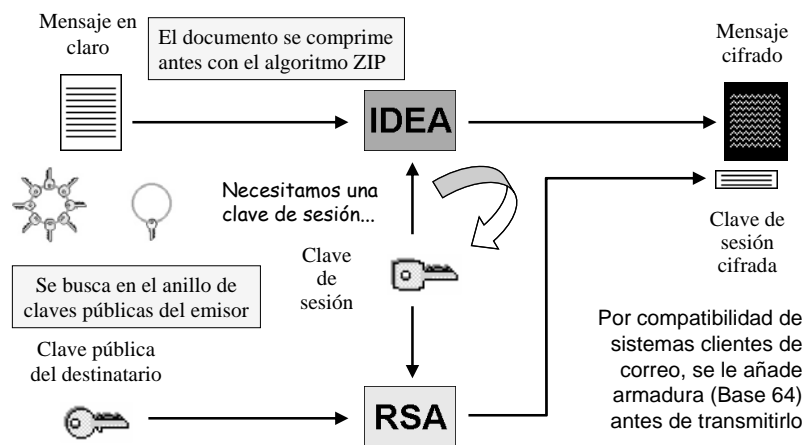 Mensaje en
claro
El documento se comprime
antes con el algoritmo ZIP
Mensaje
cifrado
IDEA
Necesitamos una
clave de sesión...
Clave
de
sesión
Clave de
sesión
cifrada
Se busca en el anillo de
claves públicas del emisor
Clave pública
del destinatario
RSA
Por compatibilidad de
sistemas clientes de
correo, se le añade
armadura (Base 64)
antes de transmitirlo